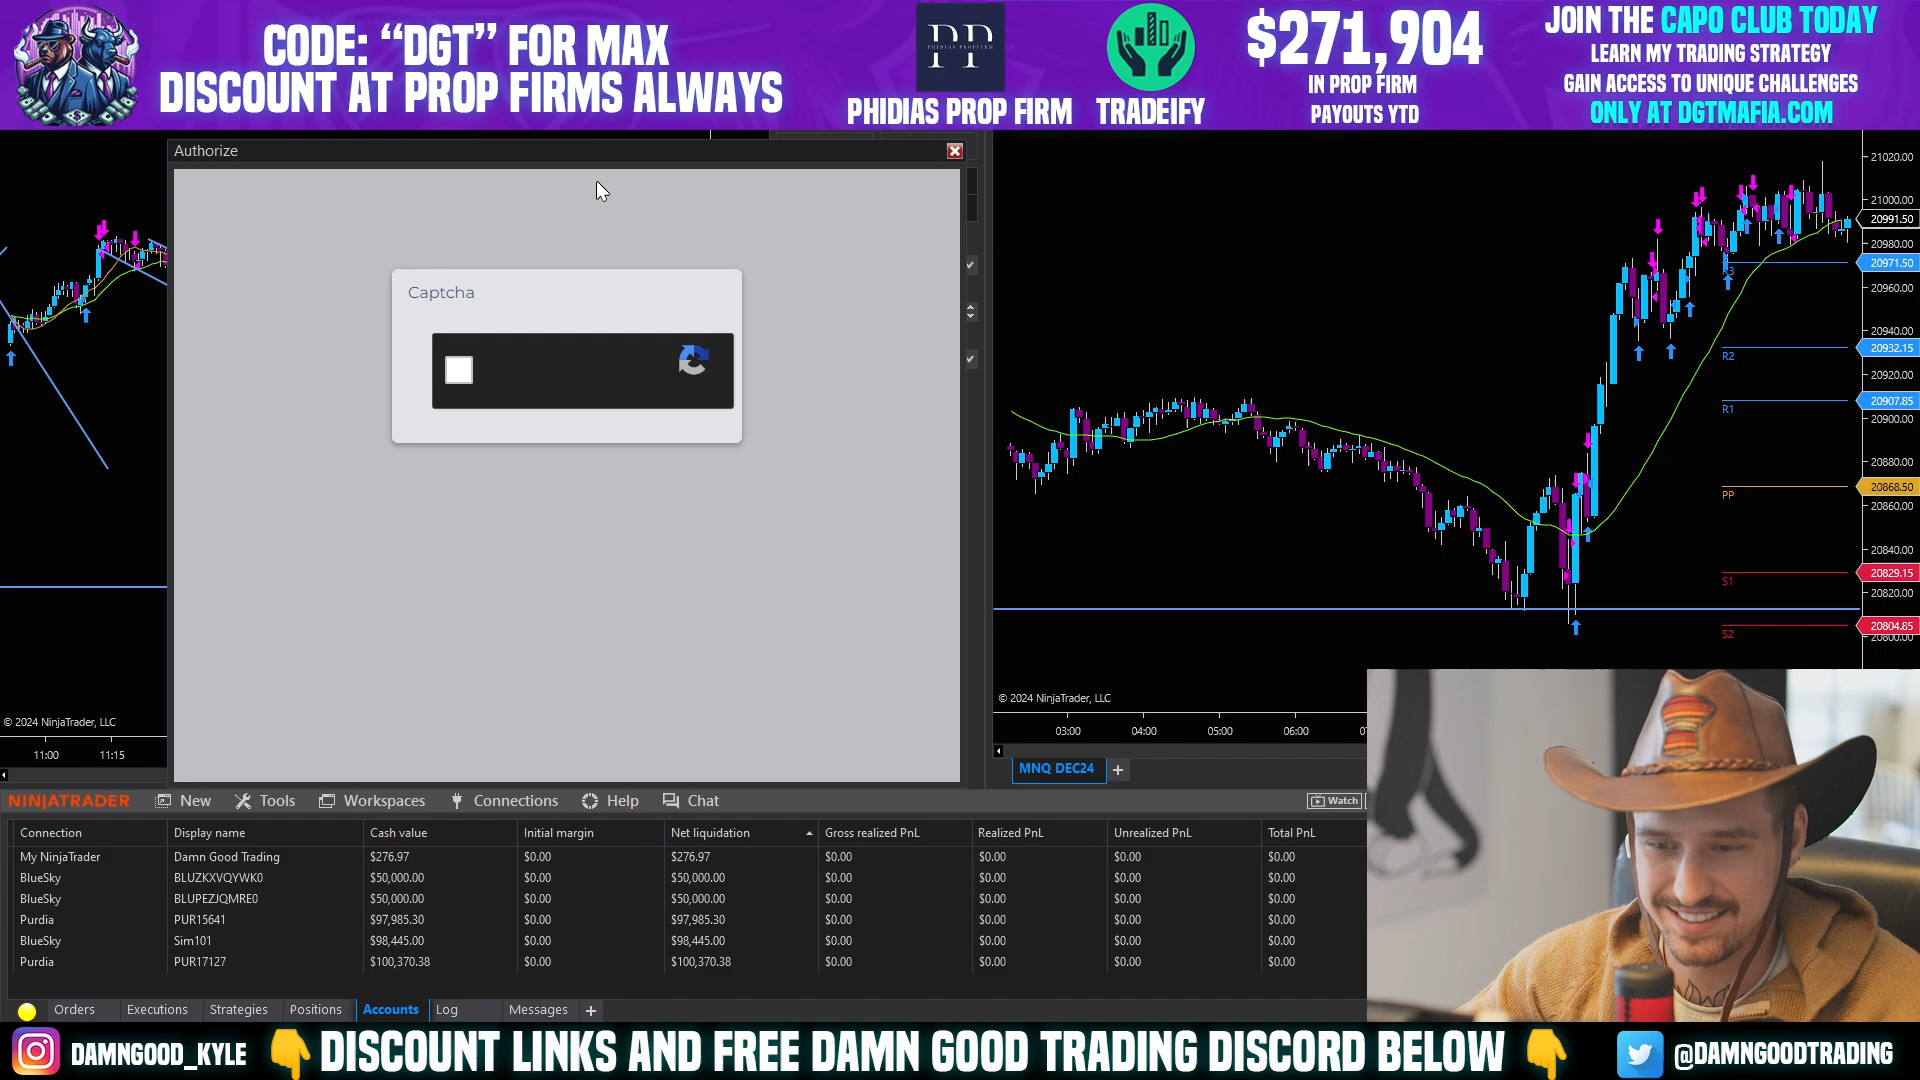 CODE: “DGT” FOR MAX
DISCOUNT AT PROP FIRMS ALWAYS
PHIDIAS PROPFIRM
PHIDIAS PROP FIRM
TRADEIFY
$271,904
IN PROP FIRM
PAYOUTS YTD
JOIN THE CAPO CLUB TODAY
LEARN MY TRADING STRATEGY
GAIN ACCESS TO UNIQUE CHALLENGES
ONLY AT DGTMAFIA.COM
Authorize
Captcha
© 2024 NinjaTrader, LLC
11:00 11:15
21020.00
21000.00
20991.50
20980.00
20971.50
R3
20960.00
20940.00
20932.15
R2
20920.00
20907.85
R1
20900.00
20880.00
20868.50
PP
20860.00
20840.00
20829.15
S1
20820.00
20804.85
S2
20800.00
© 2024 NinjaTrader, LLC
03:00 04:00 05:00 06:00
MNQ DEC24 +
NINJATRADER New Tools Workspaces Connections Help Chat Watch
Connection Display name Cash value Initial margin Net liquidation Gross realized PnL Realized PnL Unrealized PnL Total PnL
My NinjaTrader Damn Good Trading $276.97 $0.00 $276.97 $0.00 $0.00 $0.00 $0.00
BlueSky BLUZKXVQYWK0 $50,000.00 $0.00 $50,000.00 $0.00 $0.00 $0.00 $0.00
BlueSky BLUPEZJQMRE0 $50,000.00 $0.00 $50,000.00 $0.00 $0.00 $0.00 $0.00
Purdia PUR15641 $97,985.30 $0.00 $97,985.30 $0.00 $0.00 $0.00 $0.00
BlueSky Sim101 $98,445.00 $0.00 $98,445.00 $0.00 $0.00 $0.00 $0.00
Purdia PUR17127 $100,370.38 $0.00 $100,370.38 $0.00 $0.00 $0.00 $0.00
Orders Executions Strategies Positions Accounts Log Messages +
DAMNGOOD_KYLE
DISCOUNT LINKS AND FREE DAMN GOOD TRADING DISCORD BELOW
@DAMNGOODTRADING